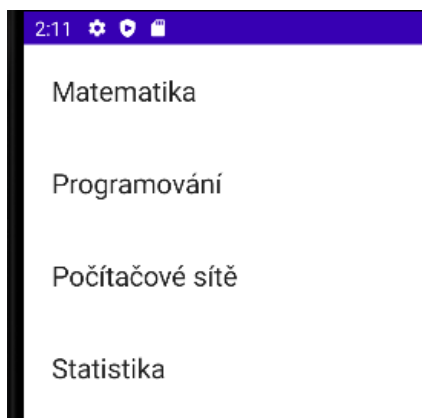 2:11
Matematika
Programování
Počítačové sítě
Statistika